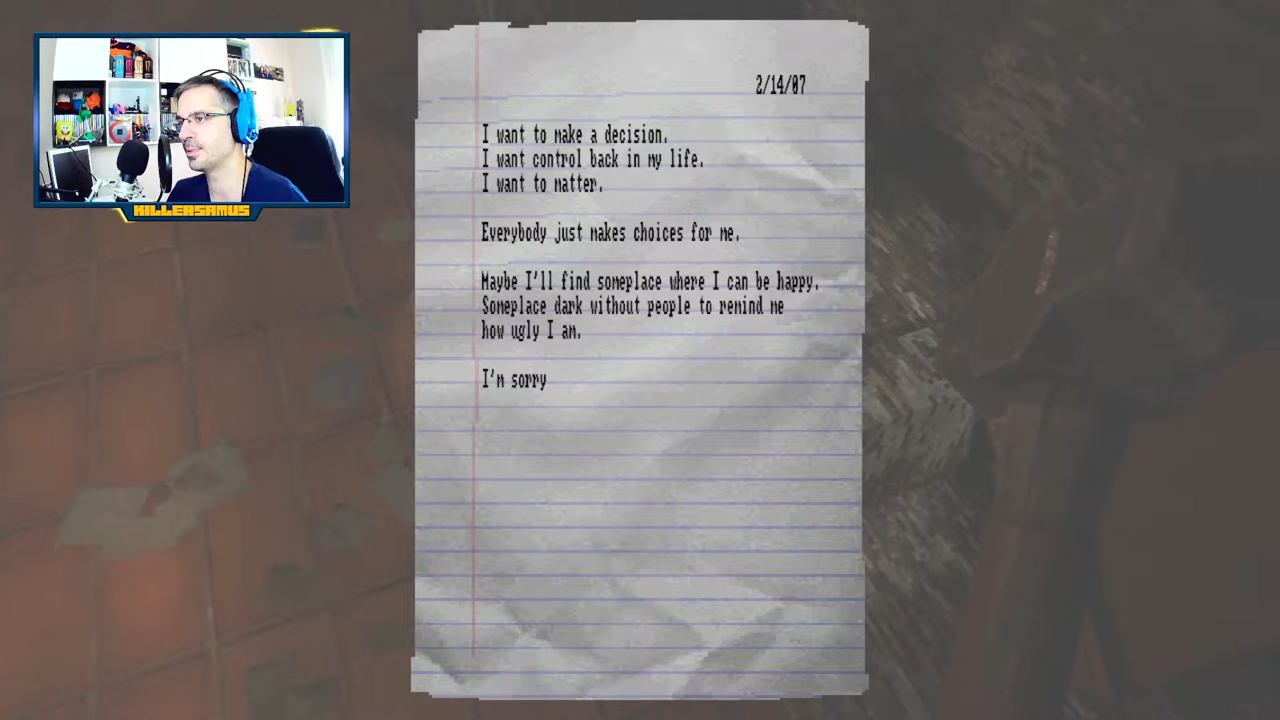 KILLERSAMUS
2/14/07
I want to make a decision.
I want control back in my life.
I want to matter.
Everybody just makes choices for me.
Maybe I'll find someplace where I can be happy.
Someplace dark without people to remind me
how ugly I am.
I'm sorry